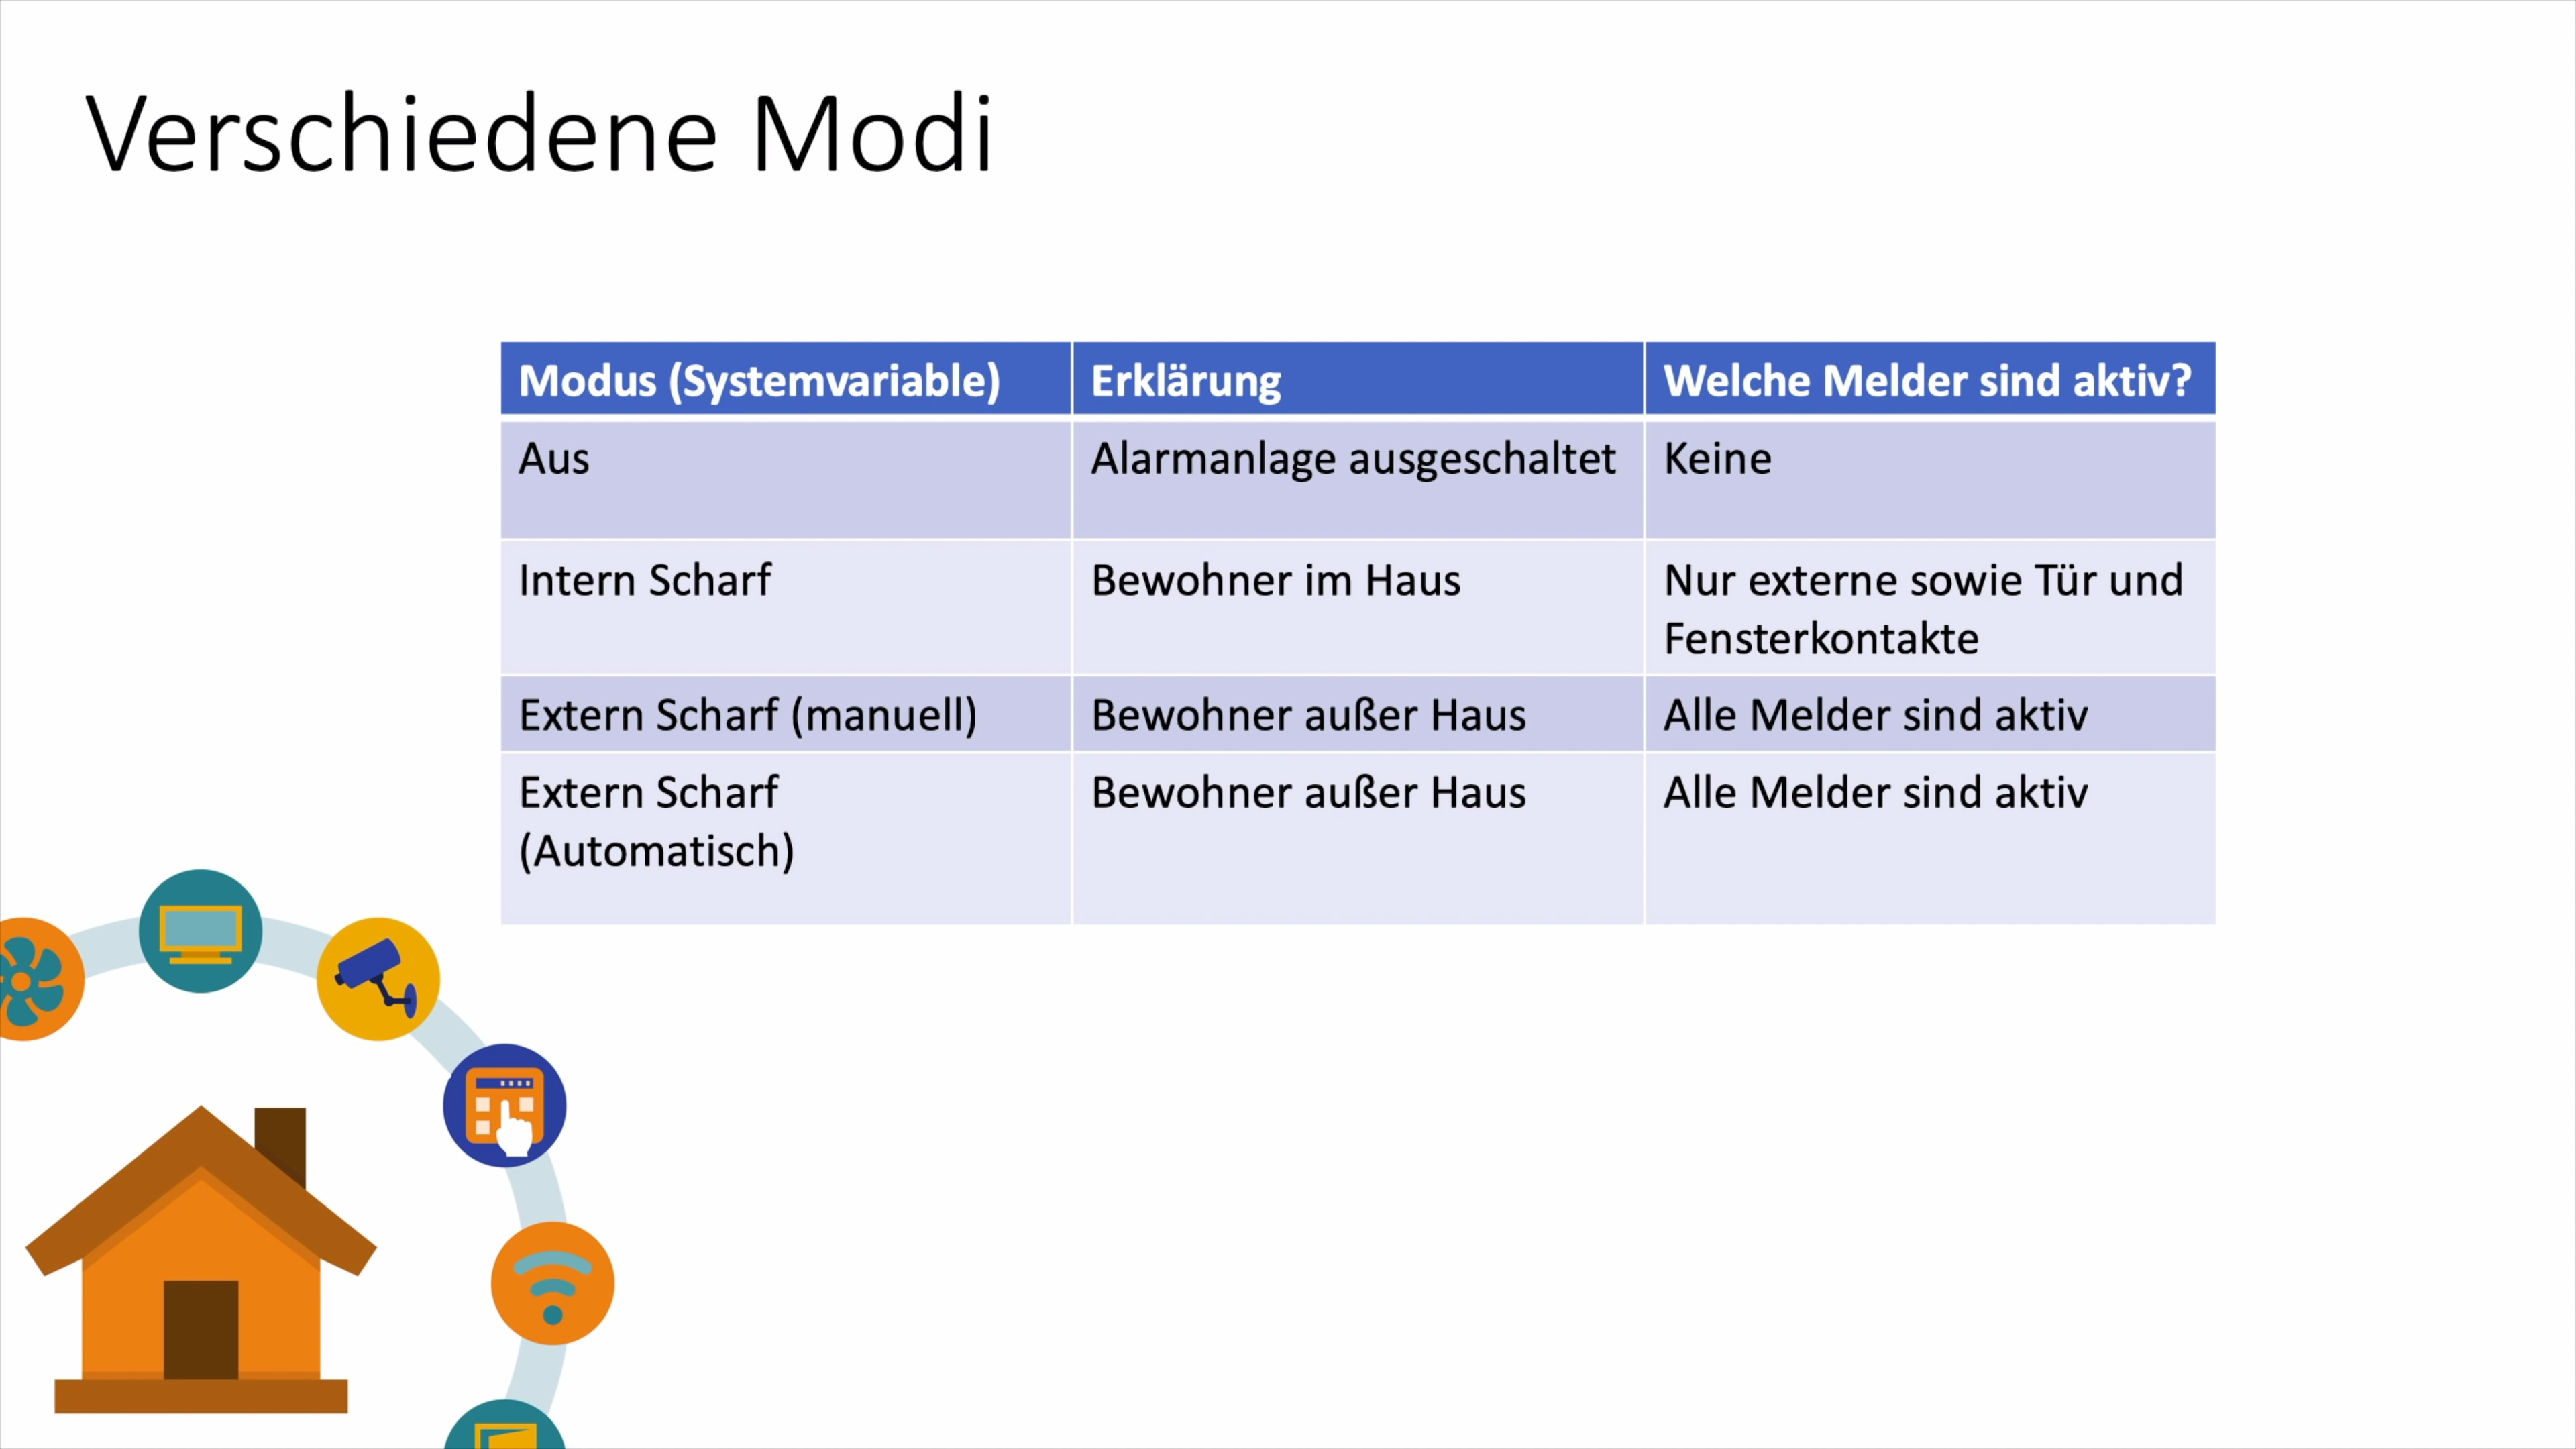 Verschiedene Modi
Modus (Systemvariable) Erklärung Welche Melder sind aktiv?
Aus Alarmanlage ausgeschaltet Keine
Intern Scharf Bewohner im Haus Nur externe sowie Tür und
Fensterkontakte
Extern Scharf (manuell) Bewohner außer Haus Alle Melder sind aktiv
Extern Scharf Bewohner außer Haus Alle Melder sind aktiv
(Automatisch)